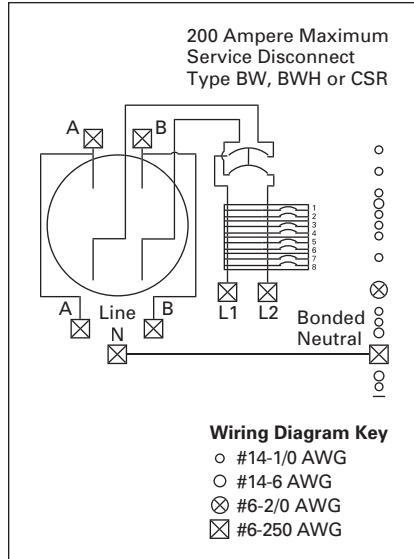 200 Ampere Maximum
Service Disconnect
Type BW, BWH or CSR
A
B
1
2
3
4
5
6
7
8
A
Line
N
B
L1
L2
Bonded
Neutral
Wiring Diagram Key
#14-1/0 AWG
#14-6 AWG
#6-2/0 AWG
#6-250 AWG